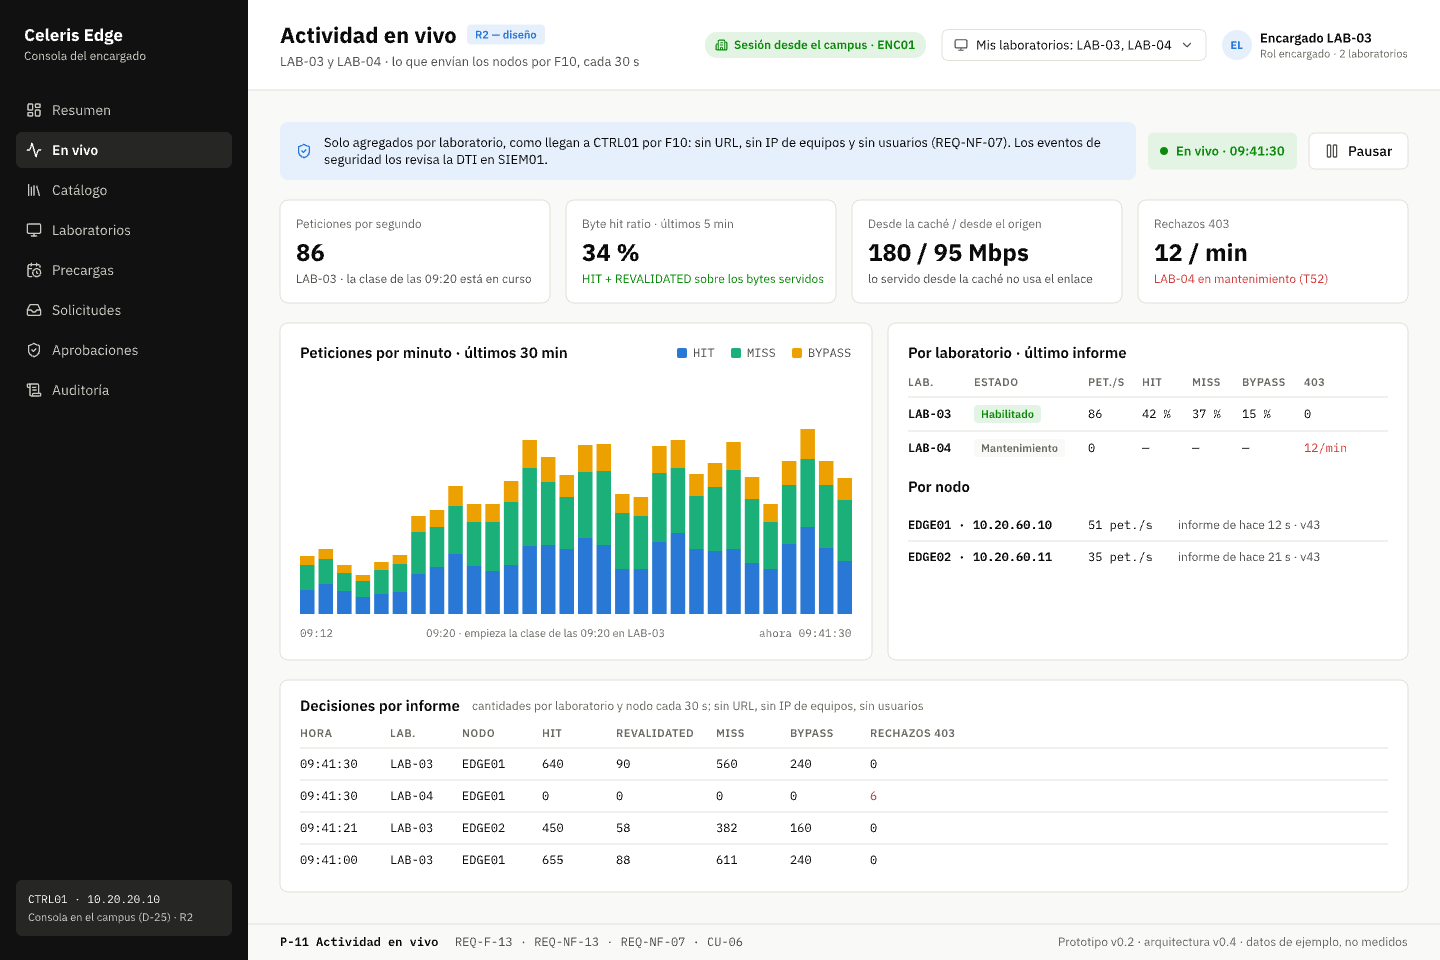 Celeris Edge
Consola del encargado
Resumen
En vivo
Catálogo
Laboratorios
Precargas
Solicitudes
Aprobaciones
Auditoría
CTRL01 · 10.20.20.10
Consola en el campus (D-25) · R2
Actividad en vivo
R2 — diseño
LAB-03 y LAB-04 · lo que envían los nodos por F10, cada 30 s
Sesión desde el campus · ENC01
Mis laboratorios: LAB-03, LAB-04
EL
Encargado LAB-03
Rol encargado · 2 laboratorios
Solo agregados por laboratorio, como llegan a CTRL01 por F10: sin URL, sin IP de equipos y sin usuarios (REQ-NF-07). Los eventos de
seguridad los revisa la DTI en SIEM01.
En vivo · 09:41:30
Pausar
Peticiones por segundo
86
LAB-03 · la clase de las 09:20 está en curso
Byte hit ratio · últimos 5 min
34 %
HIT + REVALIDATED sobre los bytes servidos
Desde la caché / desde el origen
180 / 95 Mbps
lo servido desde la caché no usa el enlace
Rechazos 403
12 / min
LAB-04 en mantenimiento (T52)
Peticiones por minuto · últimos 30 min
HIT MISS BYPASS
09:12 09:20 · empieza la clase de las 09:20 en LAB-03 ahora 09:41:30
Por laboratorio · último informe
LAB. ESTADO PET./S HIT MISS BYPASS 403
LAB-03 Habilitado 86 42 % 37 % 15 % 0
LAB-04 Mantenimiento 0 — — — 12/min
Por nodo
EDGE01 · 10.20.60.10 51 pet./s informe de hace 12 s · v43
EDGE02 · 10.20.60.11 35 pet./s informe de hace 21 s · v43
Decisiones por informe cantidades por laboratorio y nodo cada 30 s; sin URL, sin IP de equipos, sin usuarios
HORA LAB. NODO HIT REVALIDATED MISS BYPASS RECHAZOS 403
09:41:30 LAB-03 EDGE01 640 90 560 240 0
09:41:30 LAB-04 EDGE01 0 0 0 0 6
09:41:21 LAB-03 EDGE02 450 58 382 160 0
09:41:00 LAB-03 EDGE01 655 88 611 240 0
P-11 Actividad en vivo REQ-F-13 · REQ-NF-13 · REQ-NF-07 · CU-06
Prototipo v0.2 · arquitectura v0.4 · datos de ejemplo, no medidos